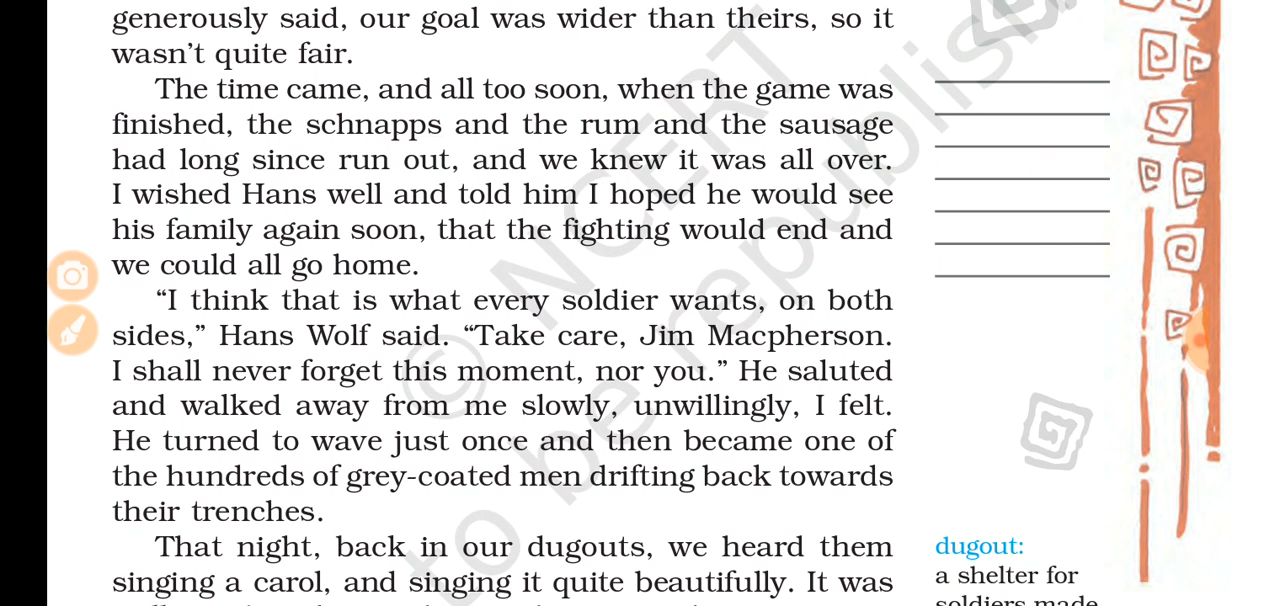 generously said, our goal was wider than theirs, so it
wasn’t quite fair.
The time came, and all too soon, when the game was
finished, the schnapps and the rum and the sausage
had long since run out, and we knew it was all over.
I wished Hans well and told him I hoped he would see
his family again soon, that the fighting would end and
we could all go home.
“I think that is what every soldier wants, on both
sides,” Hans Wolf said. “Take care, Jim Macpherson.
I shall never forget this moment, nor you.” He saluted
and walked away from me slowly, unwillingly, I felt.
He turned to wave just once and then became one of
the hundreds of grey-coated men drifting back towards
their trenches.
That night, back in our dugouts, we heard them
singing a carol, and singing it quite beautifully. It was
dugout:
a shelter for
soldiers made
© NCERT
to be republis